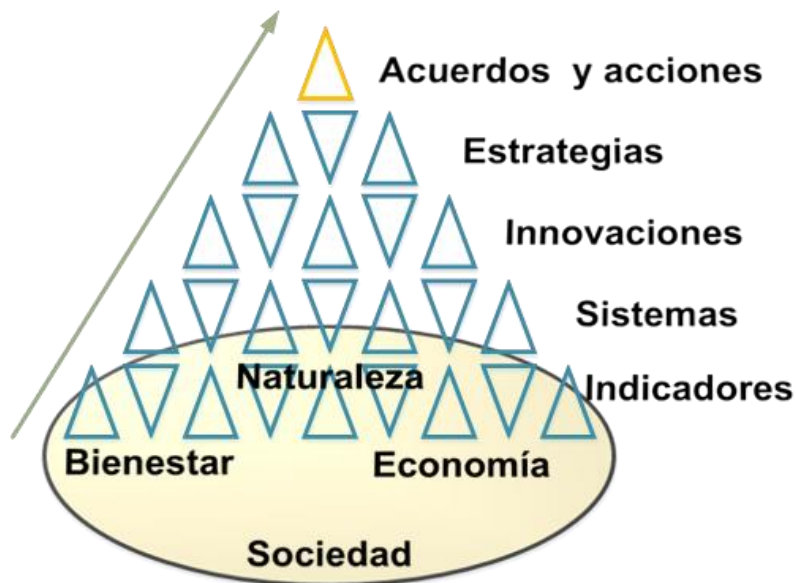 Acuerdos y acciones
Estrategias
Innovaciones
Sistemas
Naturaleza
Indicadores
Bienestar
Economía
Sociedad